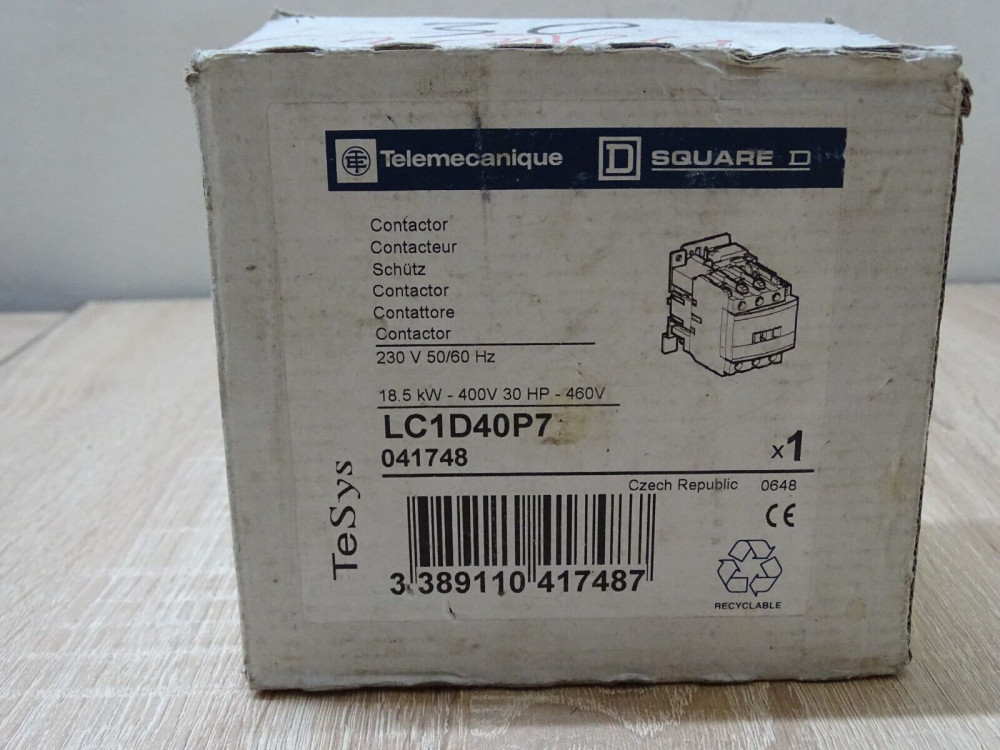 Telemecanique D SQUARE D
Contactor
Contacteur
Schütz
Contactor
Contattore
Contactor
230 V 50/60 Hz
18.5 kW - 400V 30 HP - 460V
LC1D40P7
041748
x1
Czech Republic 0648
CE
TeSys
3 389110 417487
RECYCLABLE